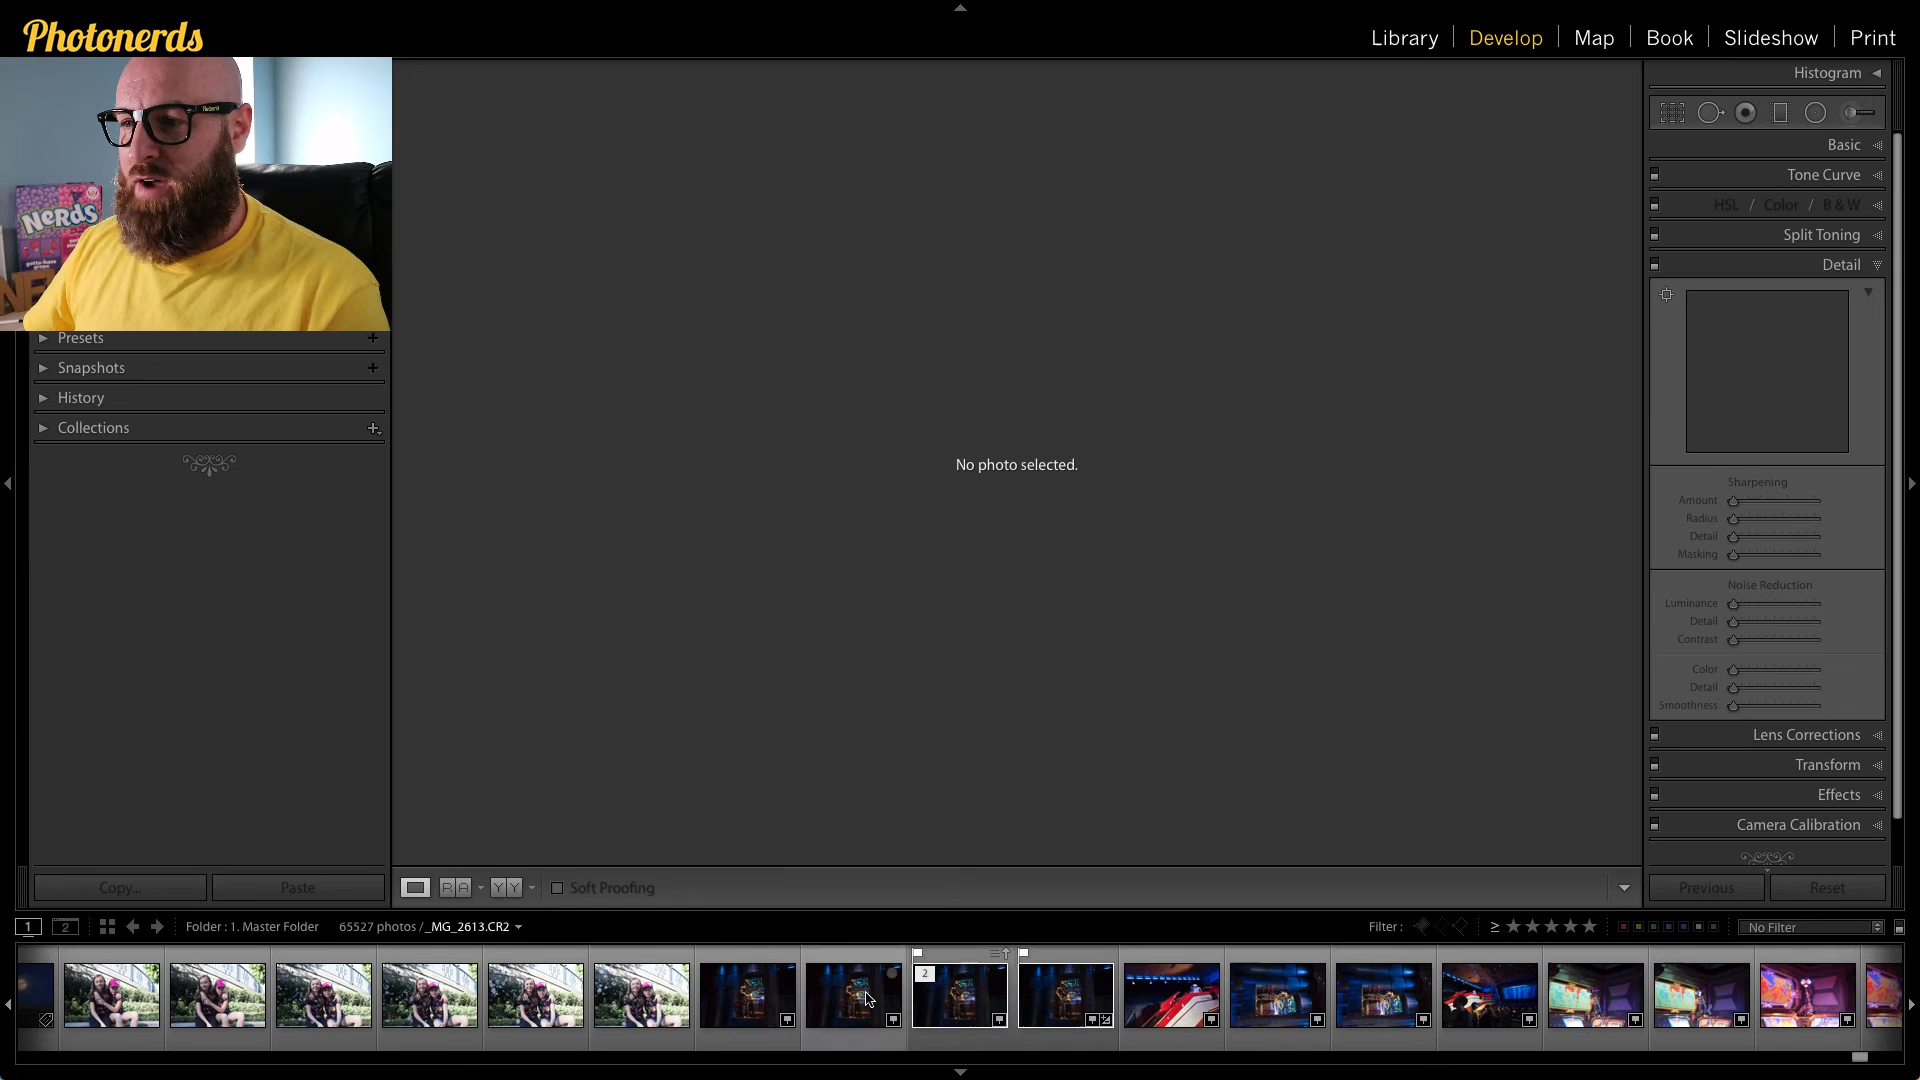 Photonerds
Library
Develop
Map
Book
Slideshow
Print
Histogram
Basic
Tone Curve
HSL / Color / B & W
Split Toning
Detail
NERDS
Presets
Snapshots
History
Collections
No photo selected.
Sharpening
Amount
Radius
Detail
Masking
Noise Reduction
Luminance
Detail
Contrast
Color
Detail
Smoothness
Lens Corrections
Transform
Effects
Camera Calibration
Copy...
Paste
R A
Y Y
Soft Proofing
Previous
Reset
1
2
Folder : 1. Master Folder
65527 photos / _MG_2613.CR2
Filter :
≥
No Filter
2